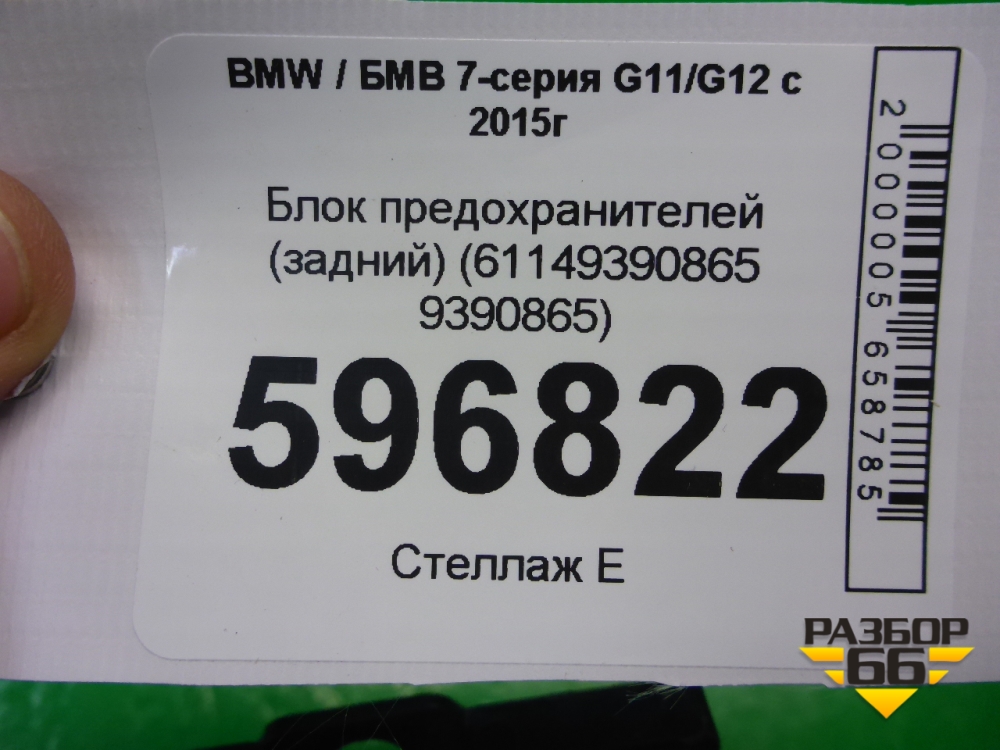 BMW / БМВ 7-серия G11/G12 с
2015г
Блок предохранителей
(задний) (61149390865
9390865)
596822
Стеллаж Е
2000005658785
РАЗБОР
66